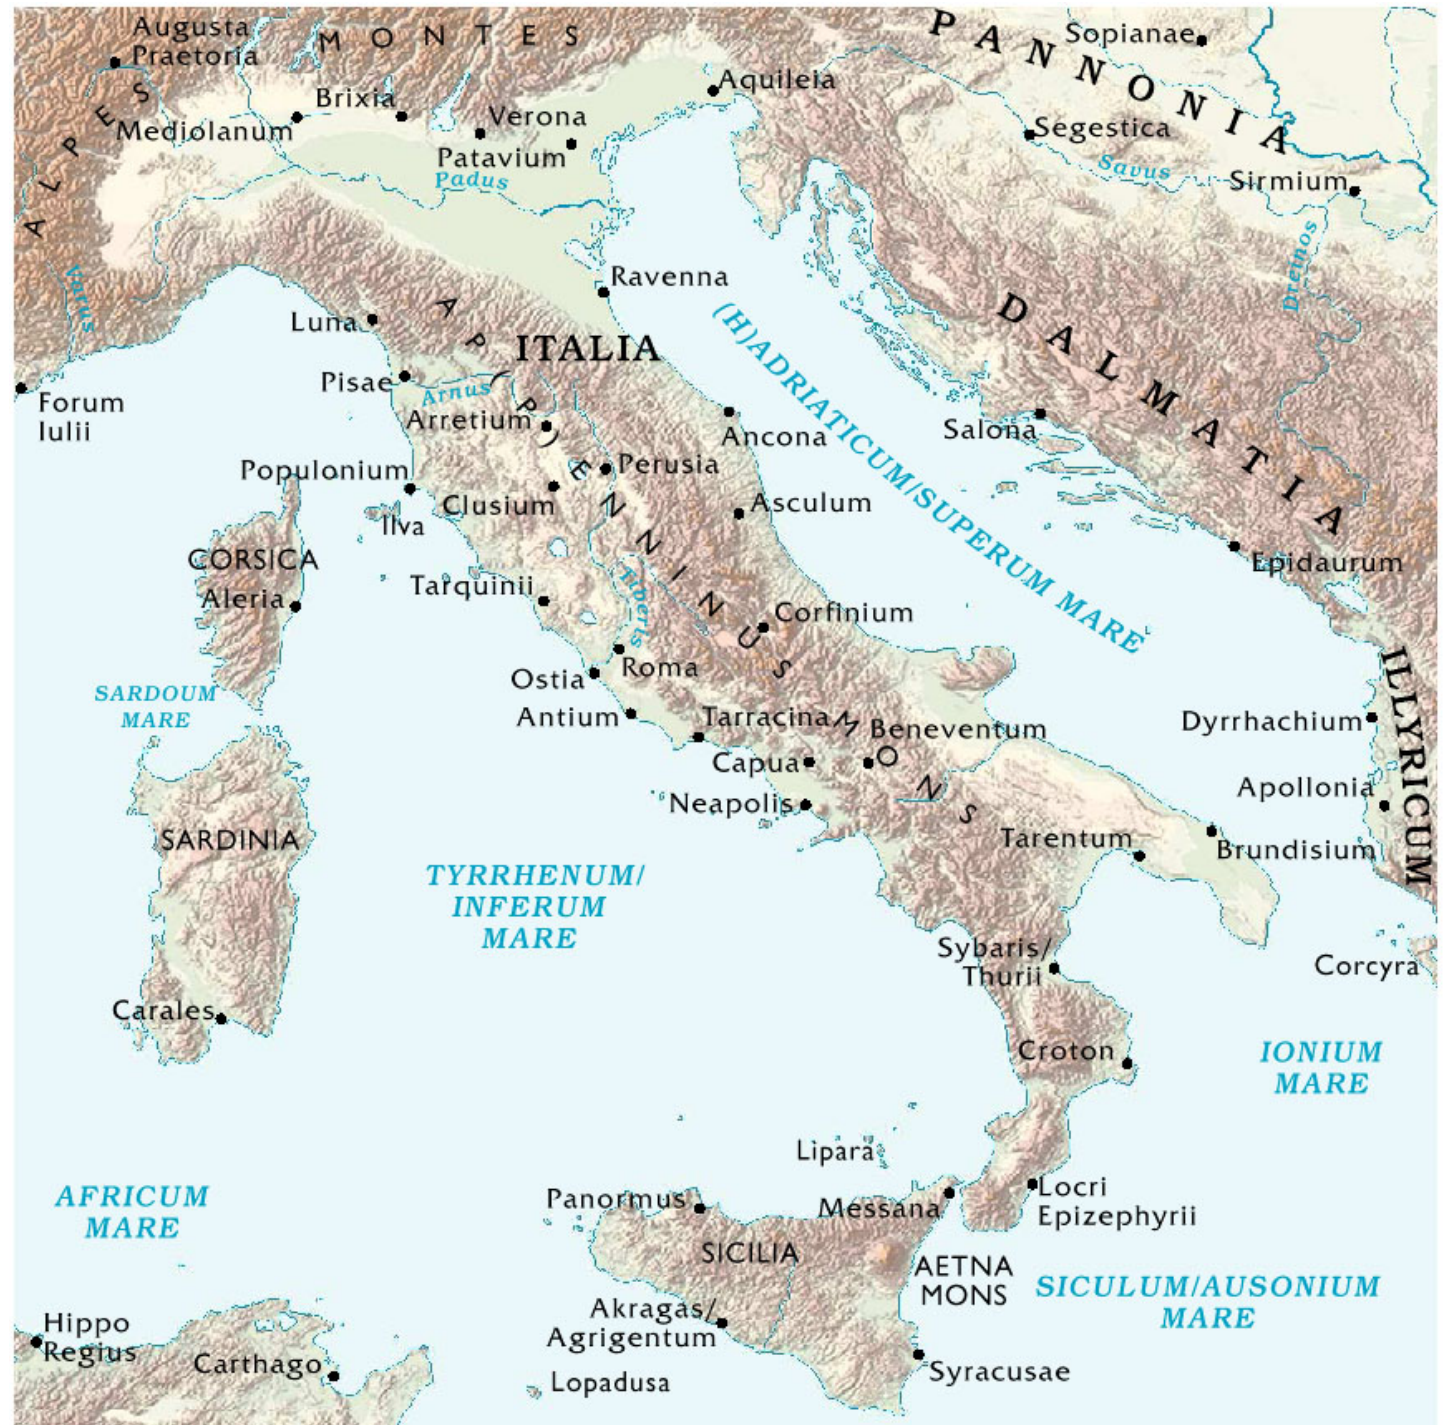 Augusta
Praetoria
MONTES
PANNONIA
Sopianae
ALPES
Brixia
Aquileia
Mediolanum
Verona
Segestica
Patavium
Padus
Savus
Sirmium
Varus
Ravenna
Dreinos
Luna
APENNINUS MONS
ITALIA
(H)ADRIATICUM/SUPERUM MARE
DALMATIA
Pisae
Arnus
Forum
Iulii
Arretium
Ancona
Salona
Populonium
Perusia
Clusium
Asculum
Ilva
CORSICA
Epidaurum
Aleria
Tarquinii
Tiberis
Corfinium
Roma
Ostia
SARDOUM
MARE
Antium
Tarracina
Beneventum
Dyrrhachium
ILLYRICUM
Capua
Apollonia
Neapolis
SARDINIA
Tarentum
Brundisium
TYRRHENUM/
INFERUM
MARE
Sybaris/
Thurii
Corcyra
Carales
Croton
IONIUM
MARE
Lipara
AFRICUM
MARE
Panormus
Messana
Locri
Epizephyrii
SICILIA
AETNA
MONS
SICULUM/AUSONIUM
MARE
Akragas/
Agrigentum
Hippo
Regius
Carthago
Lopadusa
Syracusae